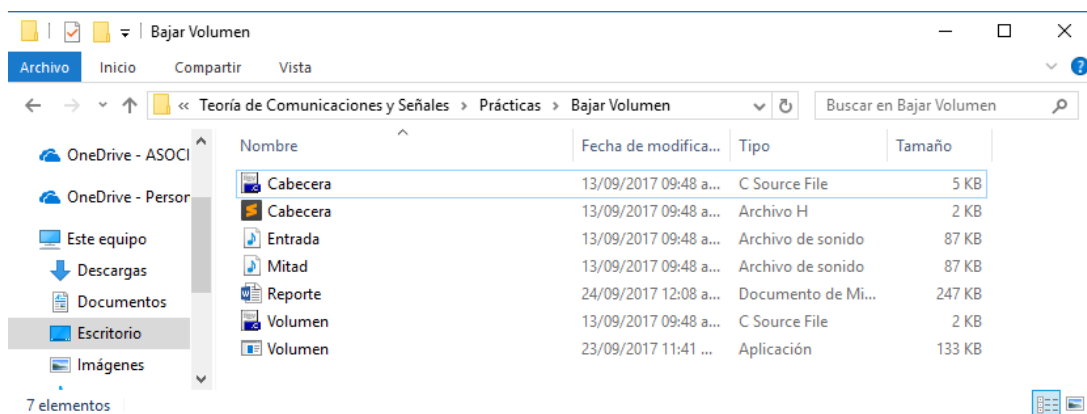 Bajar Volumen
Archivo Inicio Compartir Vista
« Teoría de Comunicaciones y Señales > Prácticas > Bajar Volumen Buscar en Bajar Volumen
OneDrive - ASOCI
OneDrive - Person
Este equipo
Descargas
Documentos
Escritorio
Imágenes
Nombre Fecha de modifica... Tipo Tamaño
Cabecera 13/09/2017 09:48 a... C Source File 5 KB
Cabecera 13/09/2017 09:48 a... Archivo H 2 KB
Entrada 13/09/2017 09:48 a... Archivo de sonido 87 KB
Mitad 13/09/2017 09:48 a... Archivo de sonido 87 KB
Reporte 24/09/2017 12:08 a... Documento de Mi... 247 KB
Volumen 13/09/2017 09:48 a... C Source File 2 KB
Volumen 23/09/2017 11:41 ... Aplicación 133 KB
7 elementos